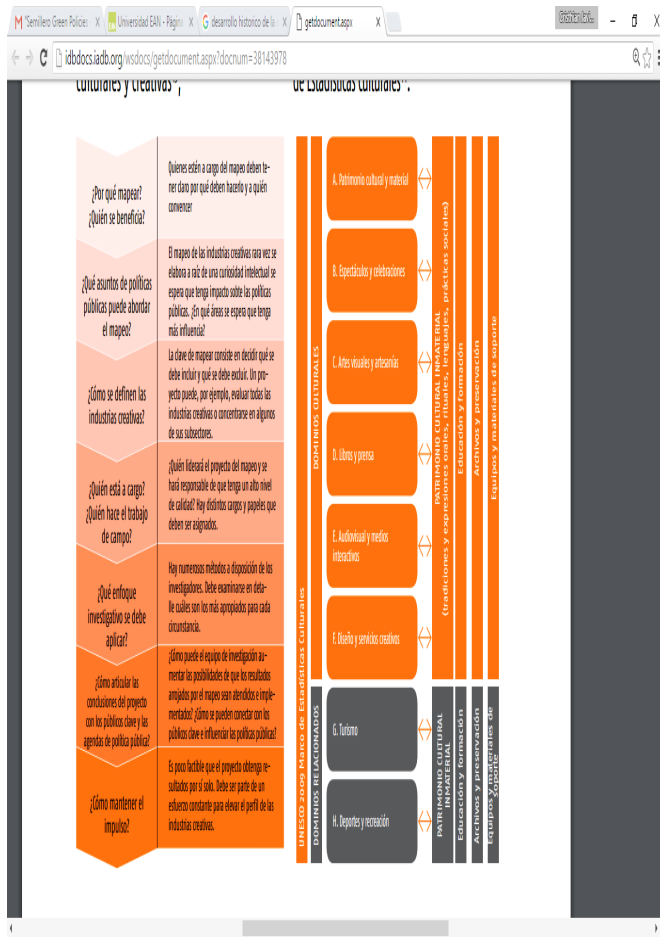 "Semillero Green Policies
Universidad EAN - Página
desarrollo historico de la
getdocument.aspx
idbdocs.iadb.org/wsdocs/getdocument.aspx?docnum=38143978
culturales y creativas
de Estadísticas culturales
¿Por qué mapear?
¿Quién se beneficia?
Quienes estén a cargo del mapeo deben te-
ner claro por qué deben hacerlo y a quién
convencer
¿Qué asuntos de políticas
públicas puede abordar
el mapeo?
El mapeo de las industrias creativas rara vez se
elabora a raíz de una curiosidad intelectual se
espera que tenga impacto sobte las políticas
públicas. ¿En qué áreas se espera que tenga
más influencia?
¿Cómo se definen las
industrias creativas?
La clave de mapear consiste en decidir qué se
debe incluir y qué se debe excluir. Un pro-
yecto puede, por ejemplo, evaluar todas las
industrias creativas o concentrarse en algunos
de sus subsectores.
¿Quién está a cargo?
¿Quién hace el trabajo
de campo?
¿Quién liderará el proyecto del mapeo y se
hará responsable de que tenga un alto nivel
de calidad? Hay distintos cargos y papeles que
deben ser asignados.
¿Qué enfoque
investigativo se debe
aplicar?
Hay numerosos métodos a disposición de los
investigadores. Debe examinarse en deta-
lle cuáles son los más apropiados para cada
circunstancia.
¿Cómo articular las
conclusiones del proyecto
con los públicos clave y las
agendas de política pública?
¿Cómo puede el equipo de investigación au-
mentar las posibilidades de que los resultados
arrojados por el mapeo sean atendidos e imple-
mentados? ¿Cómo se pueden conectar con los
públicos clave e influenciar las políticas públicas?
¿Cómo mantener el
impulso?
Es poco factible que el proyecto obtenga re-
sultados por sí solo. Debe ser parte de un
esfuerzo constante para elevar el perfil de las
industrias creativas.
UNESCO 2009 Marco de Estadísticas Culturales
DOMINIOS CULTURALES
A. Patrimonio cultural y material
B. Espectáculos y celebraciones
C. Artes visuales y artesanías
D. Libros y prensa
E. Audiovisual y medios
interactivos
F. Diseño y servicios creativos
PATRIMONIO CULTURAL INMATERIAL
(tradiciones y expresiones orales, rituales, lenguajes, prácticas sociales)
Educación y formación
Archivos y preservación
Equipos y materiales de soporte
DOMINIOS RELACIONADOS
G. Turismo
H. Deportes y recreación
PATRIMONIO CULTURAL
INMATERIAL
Educación y formación
Archivos y preservación
Equipos y materiales de
soporte